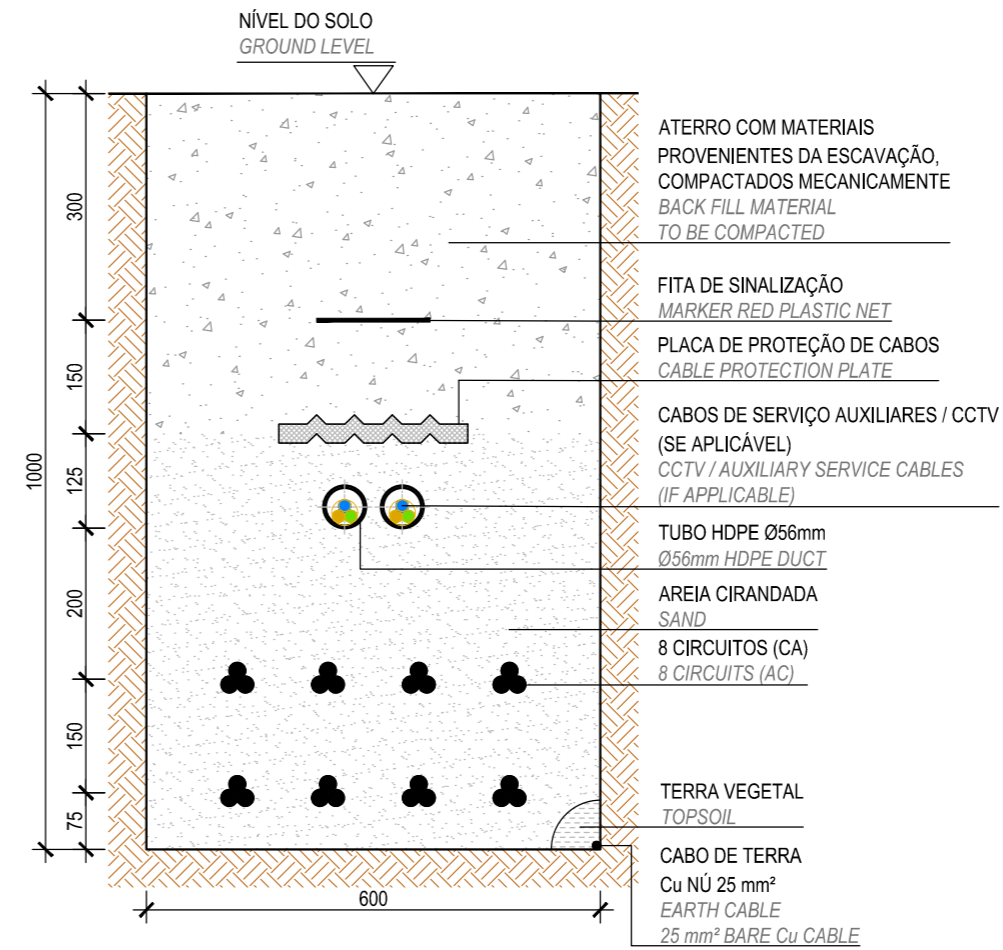 NÍVEL DO SOLO
GROUND LEVEL
ATERRO COM MATERIAIS
PROVENIENTES DA ESCAVAÇÃO,
COMPACTADOS MECANICAMENTE
BACK FILL MATERIAL
TO BE COMPACTED
FITA DE SINALIZAÇÃO
MARKER RED PLASTIC NET
PLACA DE PROTEÇÃO DE CABOS
CABLE PROTECTION PLATE
CABOS DE SERVIÇO AUXILIARES / CCTV
(SE APLICÁVEL)
CCTV / AUXILIARY SERVICE CABLES
(IF APPLICABLE)
TUBO HDPE Ø56mm
Ø56mm HDPE DUCT
AREIA CIRANDADA
SAND
8 CIRCUITOS (CA)
8 CIRCUITS (AC)
TERRA VEGETAL
TOPSOIL
CABO DE TERRA
Cu NÚ 25 mm²
EARTH CABLE
25 mm² BARE Cu CABLE
1000
300
150
125
200
150
75
600